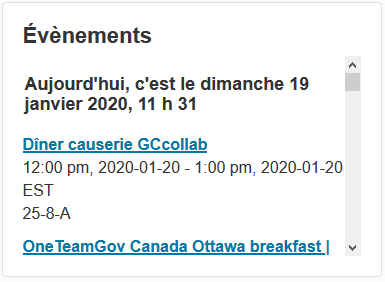 Évènements
Aujourd'hui, c'est le dimanche 19
janvier 2020, 11 h 31
Dîner causerie GCcollab
12:00 pm, 2020-01-20 - 1:00 pm, 2020-01-20
EST
25-8-A
OneTeamGov Canada Ottawa breakfast |